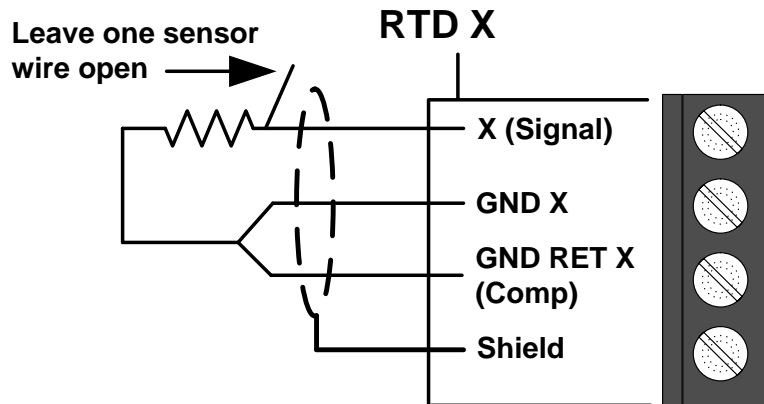 Leave one sensor
wire open
RTD X
X (Signal)
GND X
GND RET X
(Comp)
Shield